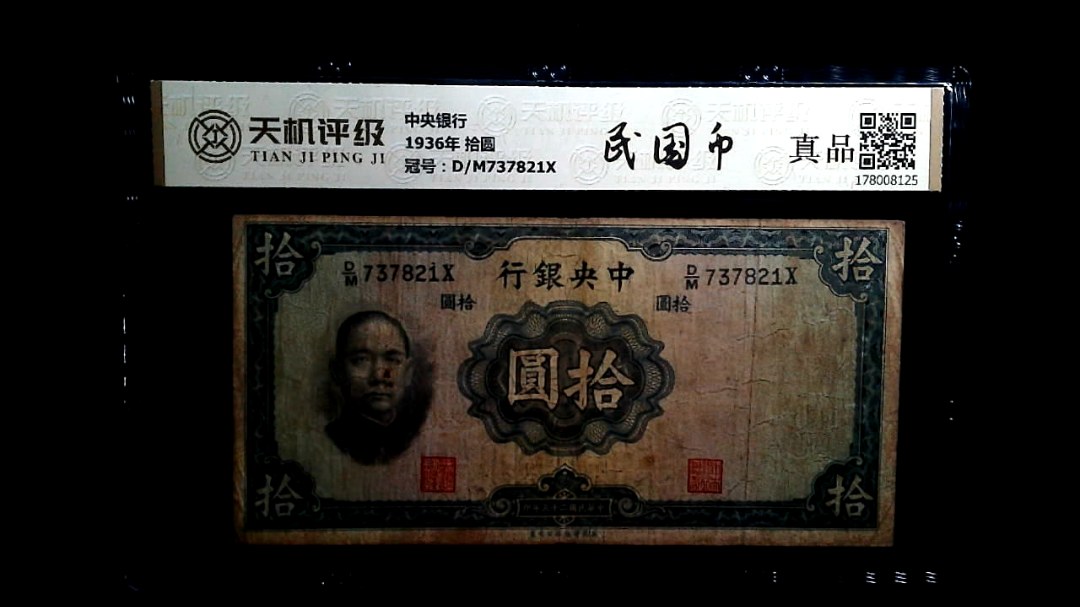 天机评级
TIAN JI PING JI
中央银行
1936年 拾圆
冠号：D/M737821X
民国币
真品
178008125
拾
拾
D/M 737821X
行銀央中
D/M 737821X
圓拾
圓拾
圓拾
拾
拾